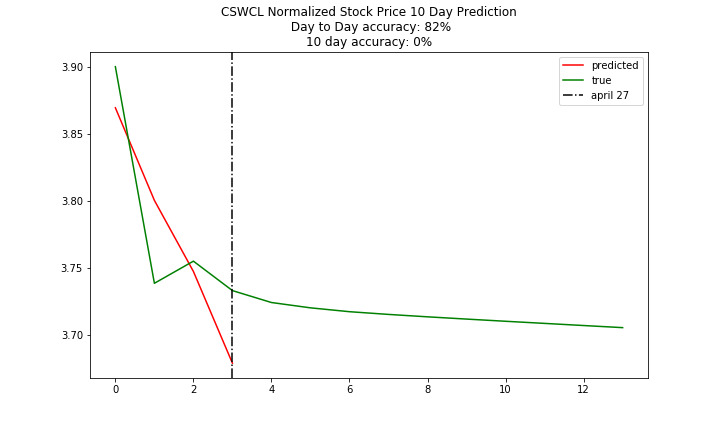 CSWCL Normalized Stock Price 10 Day Prediction
Day to Day accuracy: 82%
10 day accuracy: 0%
predicted
true
april 27
3.90
3.85
3.80
3.75
3.70
0 2 4 6 8 10 12